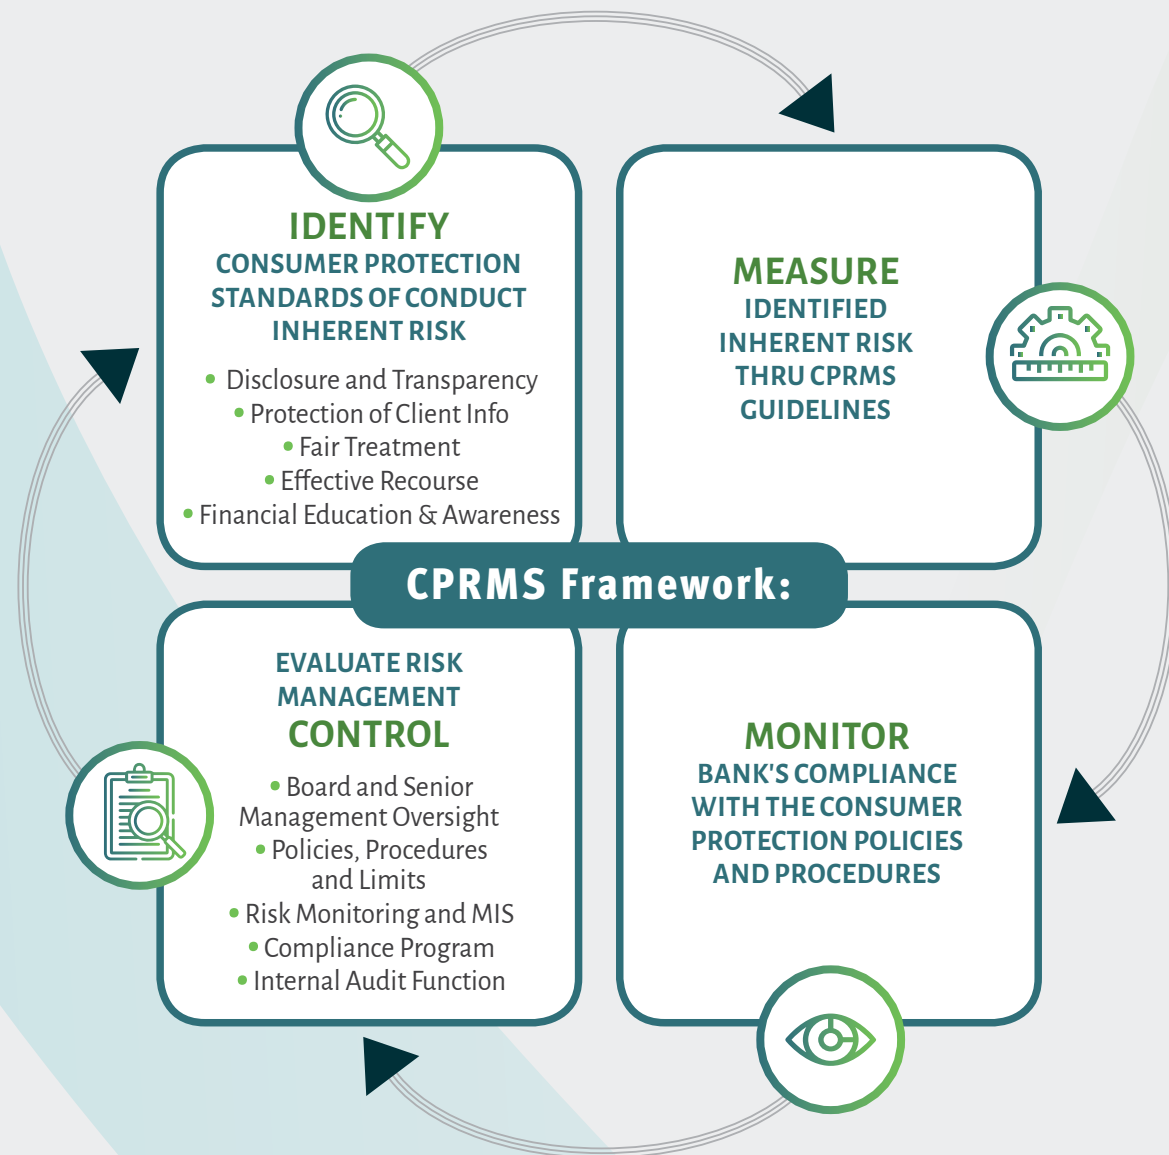 IDENTIFY
CONSUMER PROTECTION
STANDARDS OF CONDUCT
INHERENT RISK
• Disclosure and Transparency
• Protection of Client Info
• Fair Treatment
• Effective Recourse
• Financial Education & Awareness
MEASURE
IDENTIFIED
INHERENT RISK
THRU CPRMS
GUIDELINES
CPRMS Framework:
EVALUATE RISK
MANAGEMENT
CONTROL
• Board and Senior
Management Oversight
• Policies, Procedures
and Limits
• Risk Monitoring and MIS
• Compliance Program
• Internal Audit Function
MONITOR
BANK'S COMPLIANCE
WITH THE CONSUMER
PROTECTION POLICIES
AND PROCEDURES